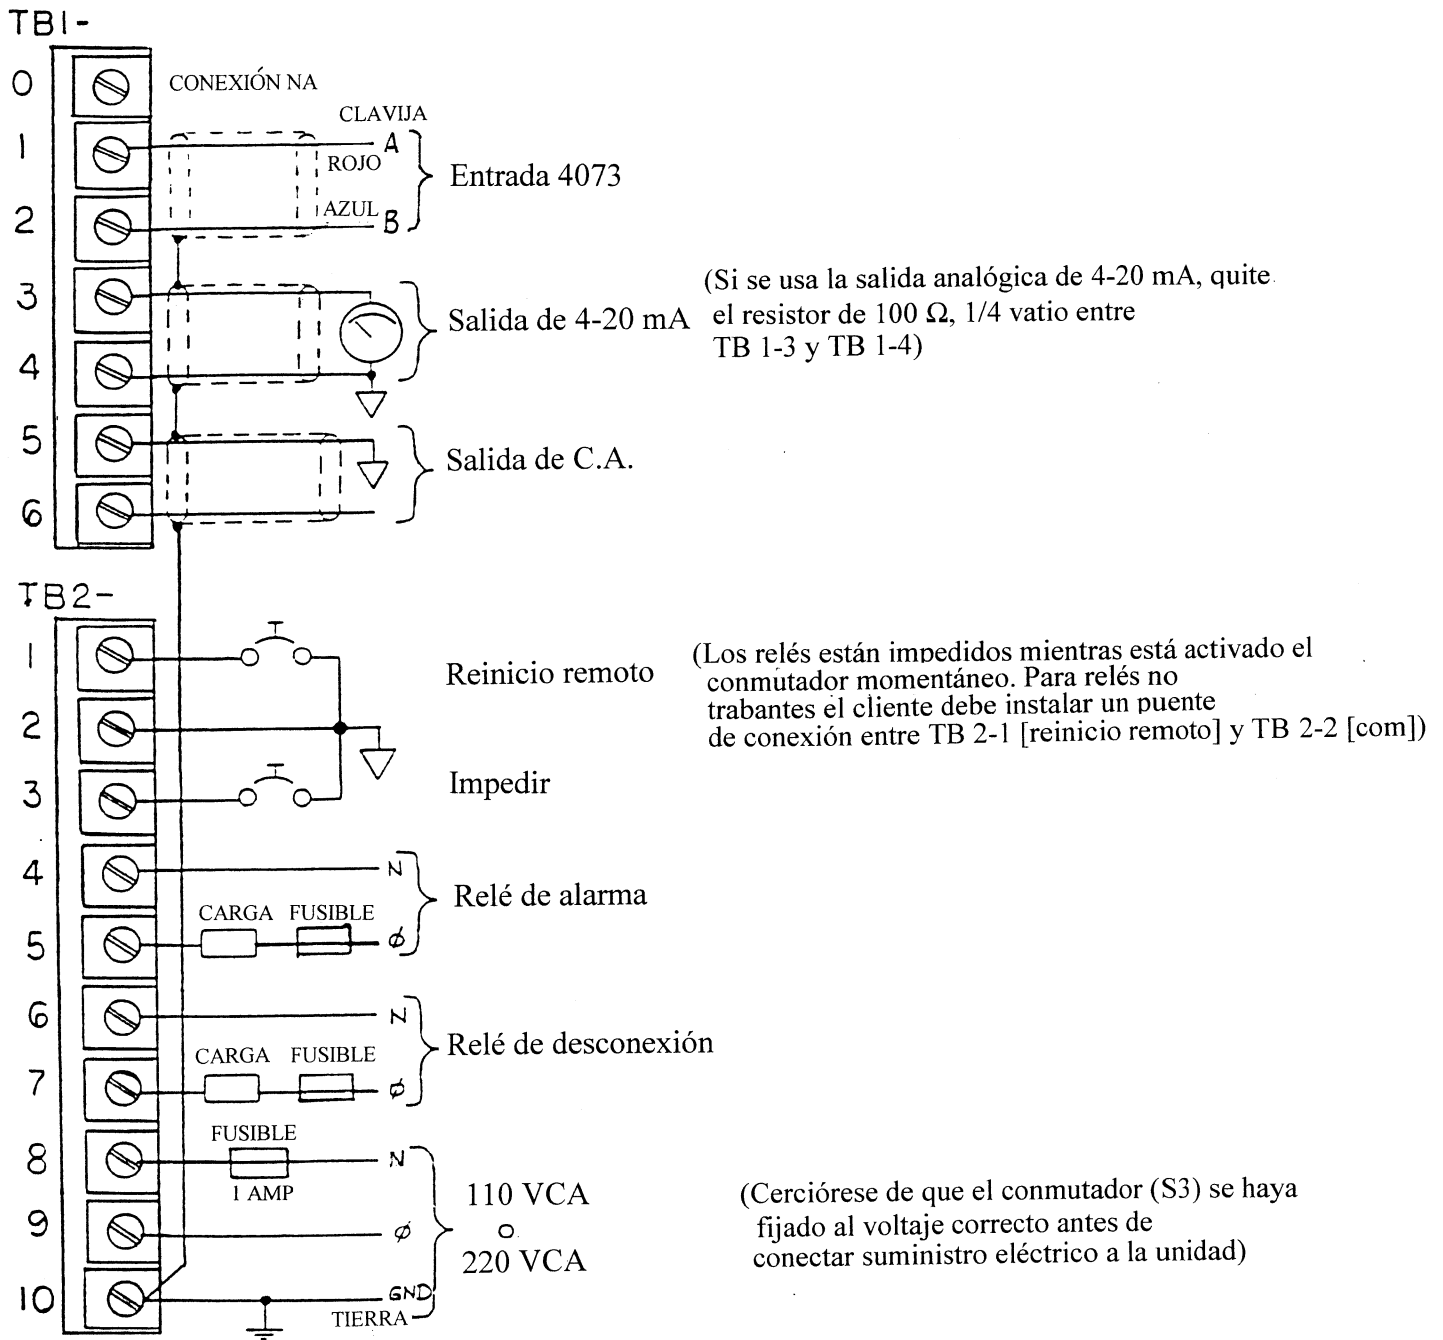 TB1-
0 CONEXIÓN NA
CLAVIJA
1 A
ROJO
Entrada 4073
AZUL
2 B
3
(Si se usa la salida analógica de 4-20 mA, quite
el resistor de 100 Ω, 1/4 vatio entre
TB 1-3 y TB 1-4)
Salida de 4-20 mA
4
5
Salida de C.A.
6
TB2-
1
Reinicio remoto
(Los relés están impedidos mientras está activado el
conmutador momentáneo. Para relés no
trabantes el cliente debe instalar un puente
de conexión entre TB 2-1 [reinicio remoto] y TB 2-2 [com])
2
3
Impedir
4 N
Relé de alarma
CARGA FUSIBLE
5 ϕ
6 N
Relé de desconexión
CARGA FUSIBLE
7 ϕ
FUSIBLE
8 N
1 AMP
110 VCA
o
220 VCA
(Cerciórese de que el conmutador (S3) se haya
fijado al voltaje correcto antes de
conectar suministro eléctrico a la unidad)
9 ϕ
10 GND
TIERRA